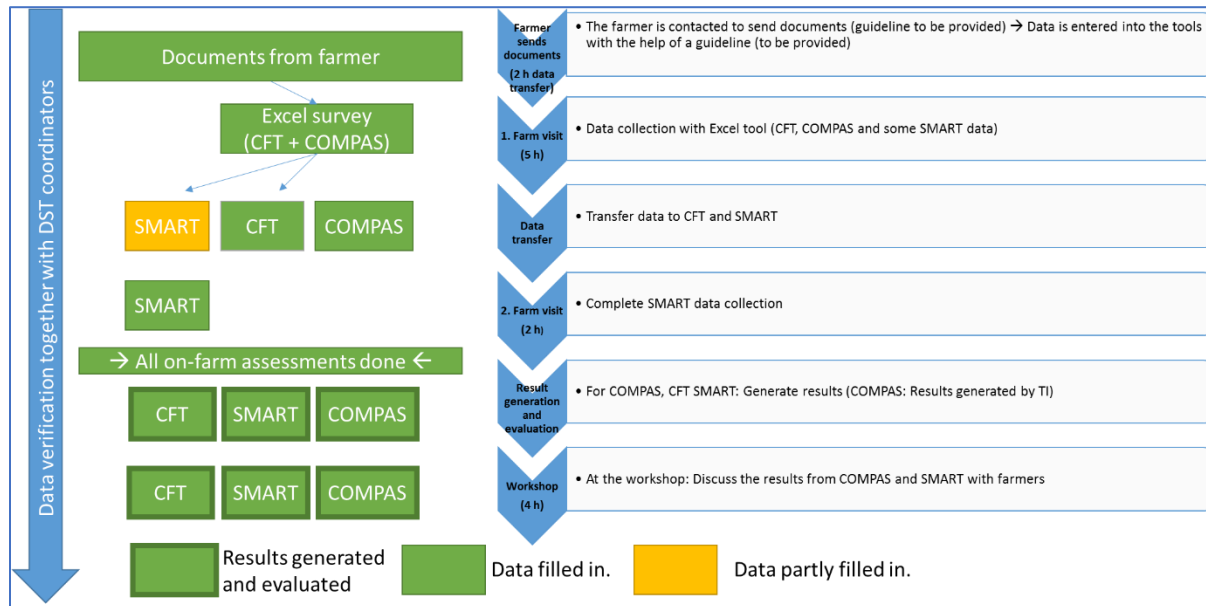 Data verification together with DST coordinators
Documents from farmer
Excel survey
(CFT + COMPAS)
SMART
CFT
COMPAS
SMART
→ All on-farm assessments done ←
CFT
SMART
COMPAS
CFT
SMART
COMPAS
Farmer
sends
documents
(2 h data
transfer)
• The farmer is contacted to send documents (guideline to be provided) → Data is entered into the tools
with the help of a guideline (to be provided)
1. Farm visit
(5 h)
• Data collection with Excel tool (CFT, COMPAS and some SMART data)
Data
transfer
• Transfer data to CFT and SMART
2. Farm visit
(2 h)
• Complete SMART data collection
Result
generation
and
evaluation
• For COMPAS, CFT SMART: Generate results (COMPAS: Results generated by TI)
Workshop
(4 h)
• At the workshop: Discuss the results from COMPAS and SMART with farmers
Results generated
and evaluated
Data filled in.
Data partly filled in.